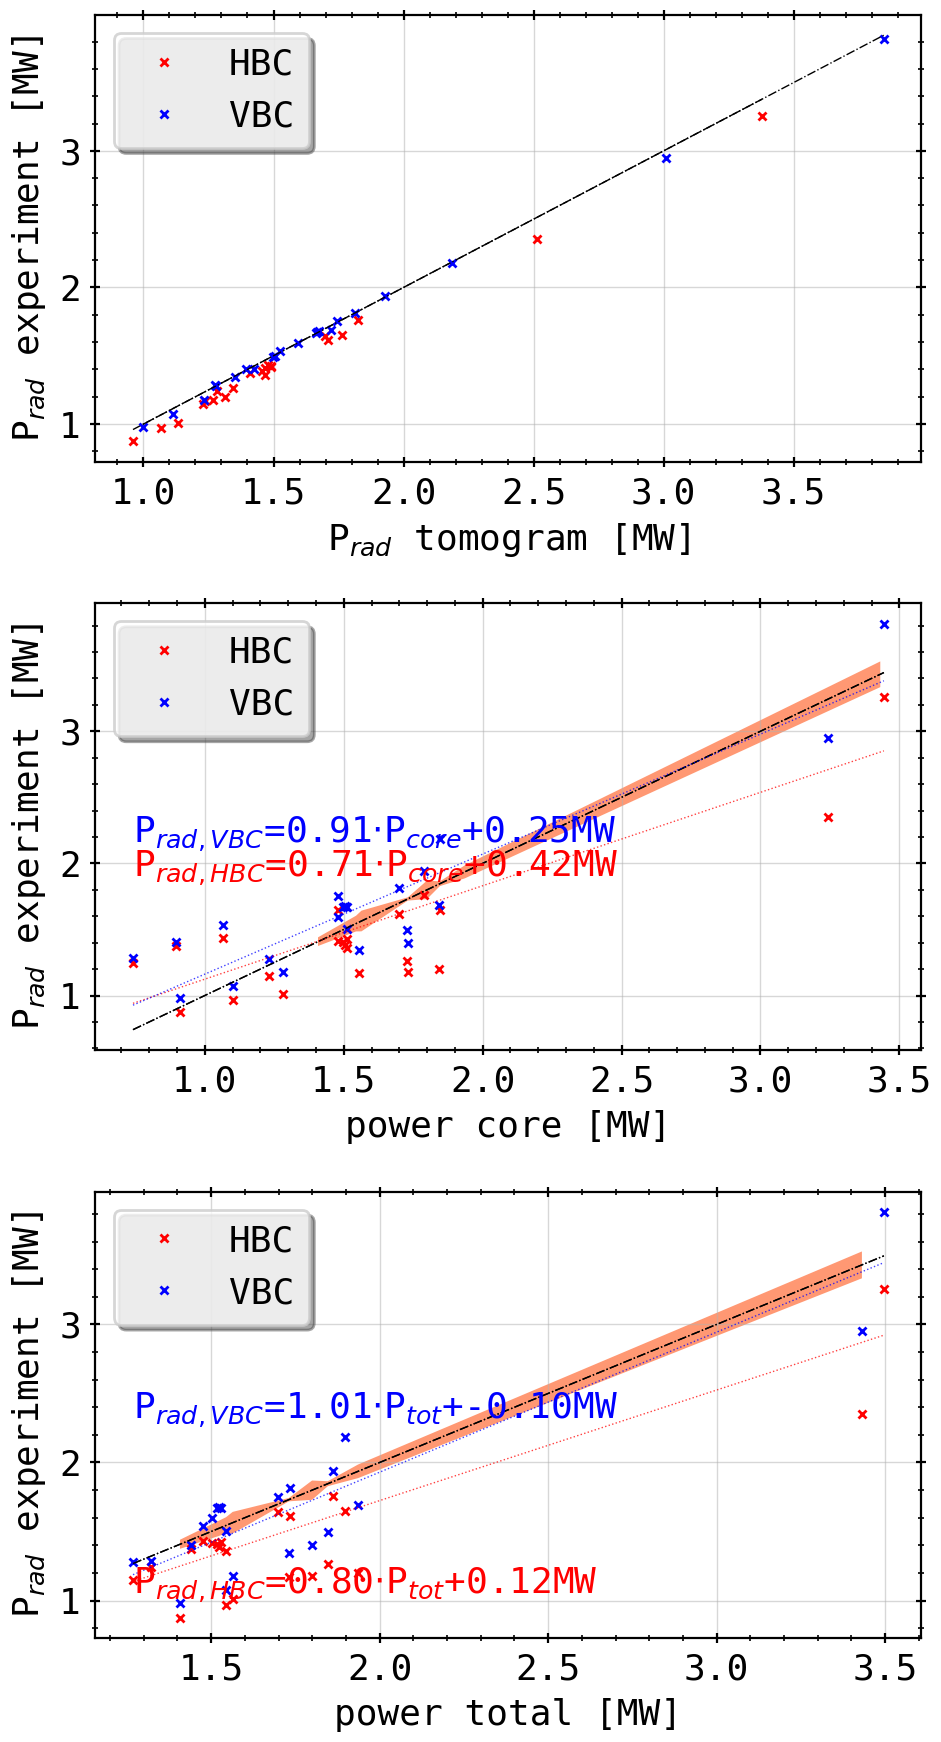 HBC
VBC
3
2
1
P_rad experiment [MW]
1.0 1.5 2.0 2.5 3.0 3.5
P_rad tomogram [MW]
HBC
VBC
3
P_rad,VBC=0.91·P_core+0.25MW
2
P_rad,HBC=0.71·P_core+0.42MW
1
P_rad experiment [MW]
1.0 1.5 2.0 2.5 3.0 3.5
power core [MW]
HBC
VBC
3
P_rad,VBC=1.01·P_tot+-0.10MW
2
P_rad,HBC=0.80·P_tot+0.12MW
1
P_rad experiment [MW]
1.5 2.0 2.5 3.0 3.5
power total [MW]